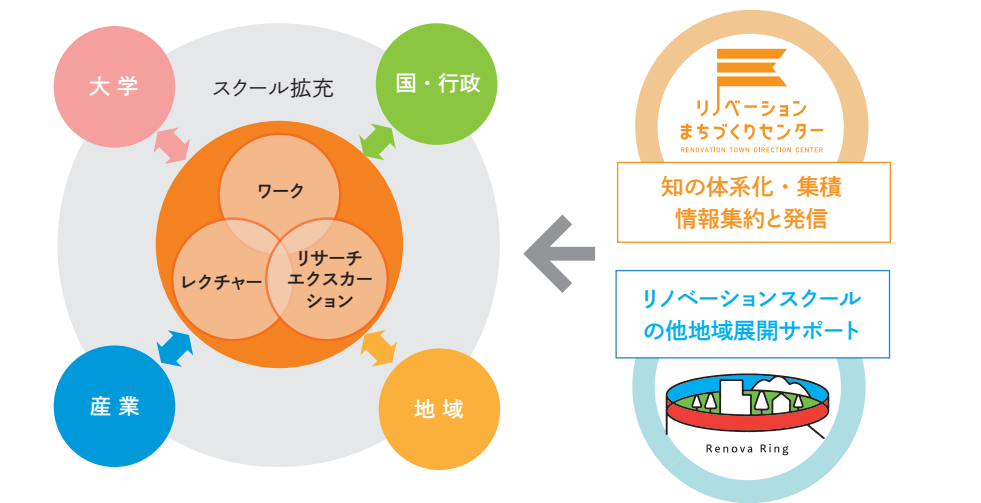 大学
スクール拡充
国・行政
ワーク
レクチャー
リサーチ
エクスカー
ション
産業
地域
リノベーション
まちづくりセンター
RENOVATION TOWN DIRECTION CENTER
知の体系化・集積
情報集約と発信
リノベーションスクール
の他地域展開サポート
Renova Ring